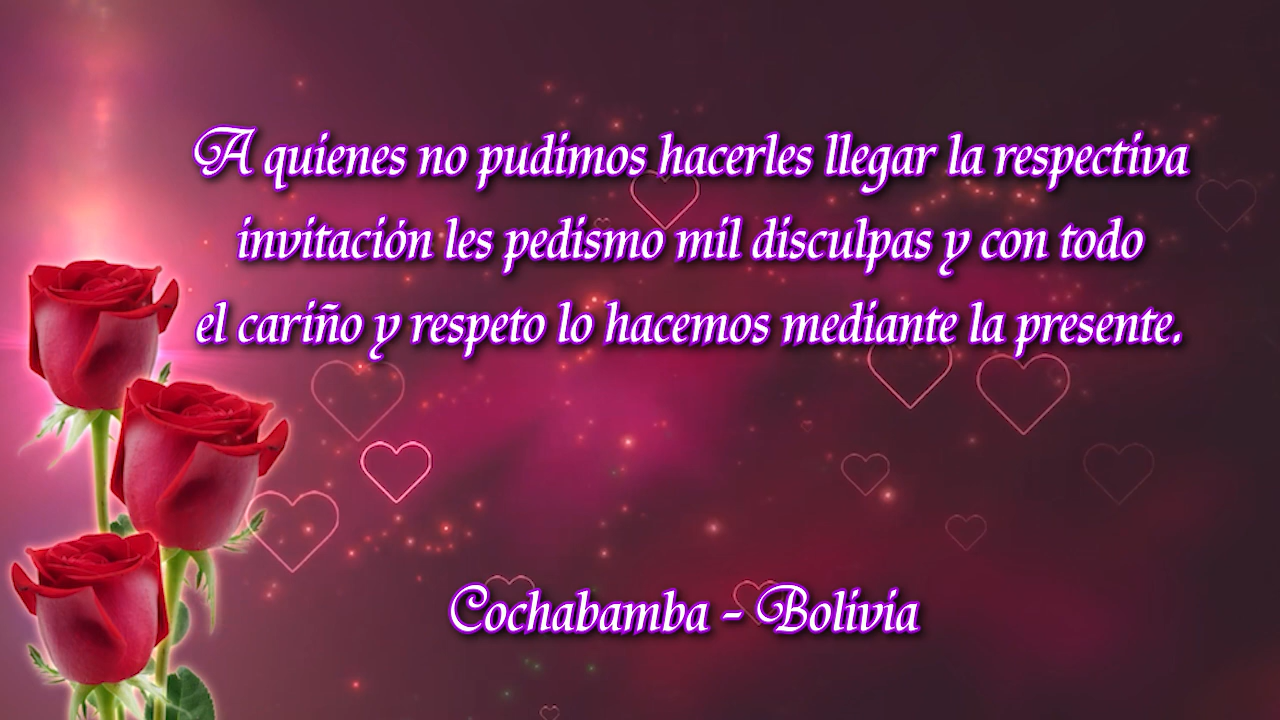 A quienes no pudimos hacerles llegar la respectiva
invitación les pedismo mil disculpas y con todo
el cariño y respeto lo hacemos mediante la presente.
Cochabamba - Bolivia